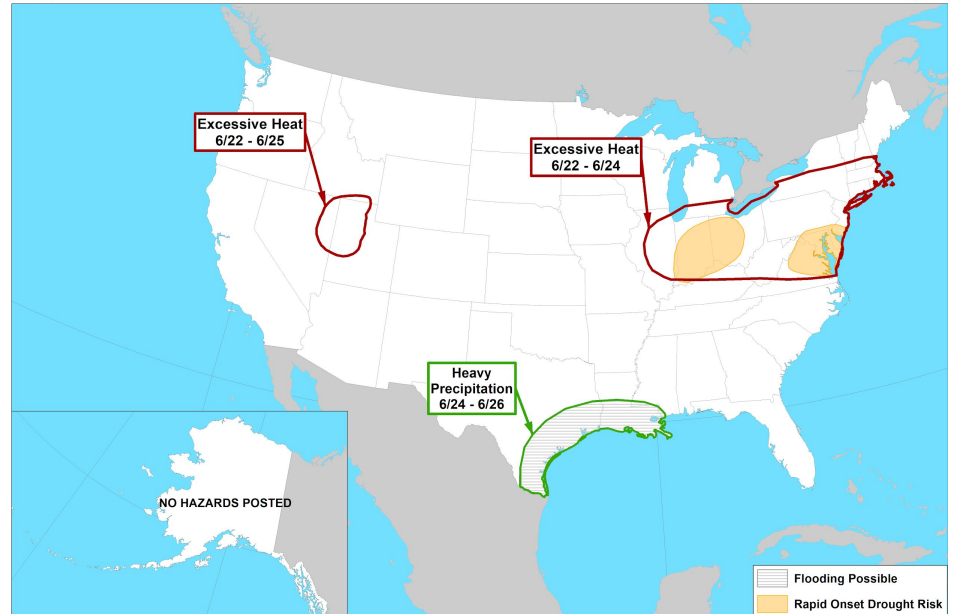 Excessive Heat
6/22 - 6/25
Excessive Heat
6/22 - 6/24
Heavy
Precipitation
6/24 - 6/26
NO HAZARDS POSTED
Flooding Possible
Rapid Onset Drought Risk